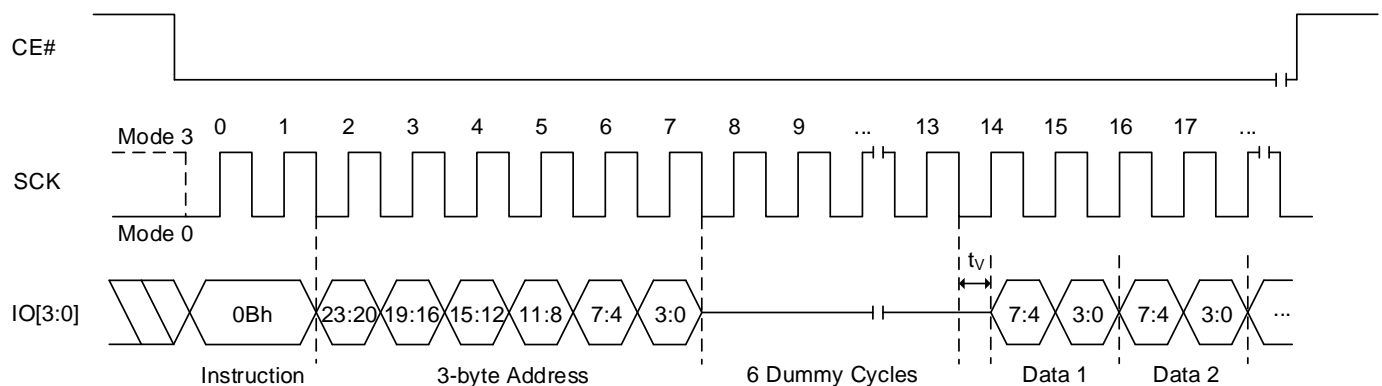 CE#
Mode 3 0 1 2 3 4 5 6 7 8 9 ... 13 14 15 16 17 ...
SCK
Mode 0
tV
IO[3:0] 0Bh 23:20 19:16 15:12 11:8 7:4 3:0 7:4 3:0 7:4 3:0 ...
Instruction 3-byte Address 6 Dummy Cycles Data 1 Data 2